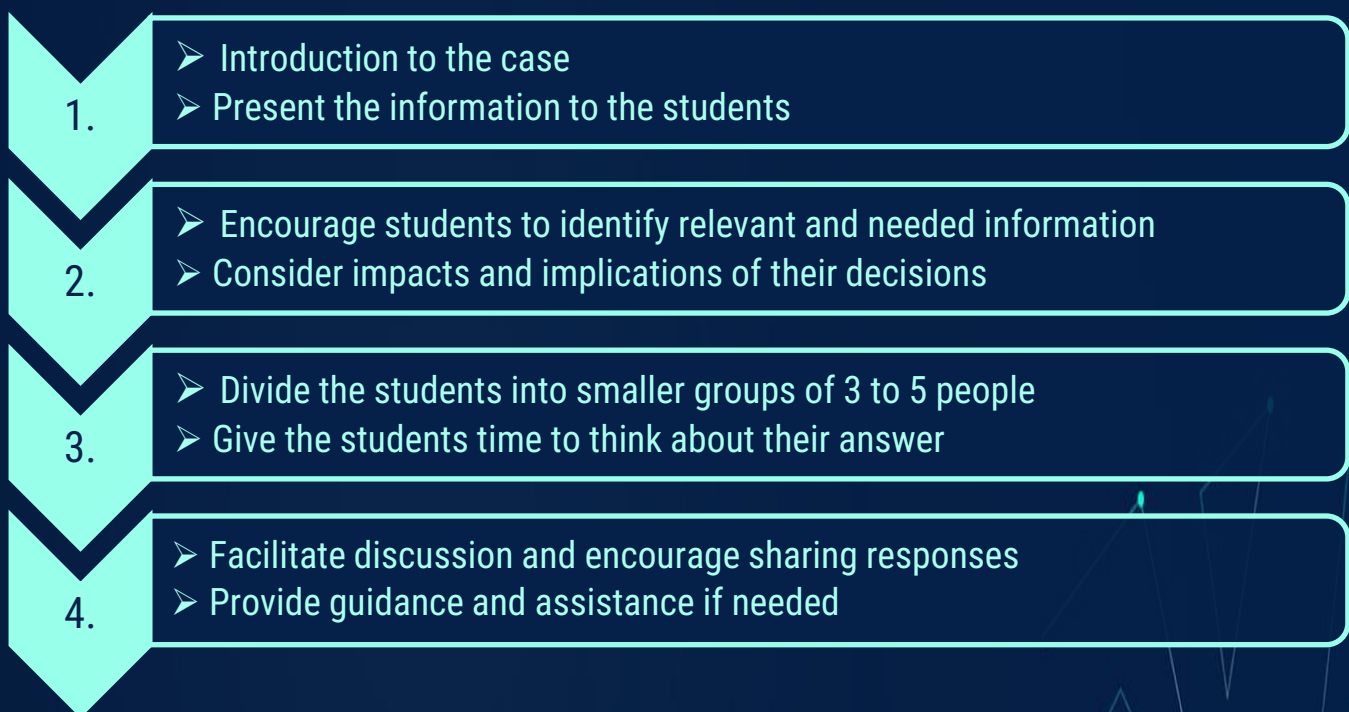 1.
➢ Introduction to the case
➢ Present the information to the students
2.
➢ Encourage students to identify relevant and needed information
➢ Consider impacts and implications of their decisions
3.
➢ Divide the students into smaller groups of 3 to 5 people
➢ Give the students time to think about their answer
4.
➢ Facilitate discussion and encourage sharing responses
➢ Provide guidance and assistance if needed